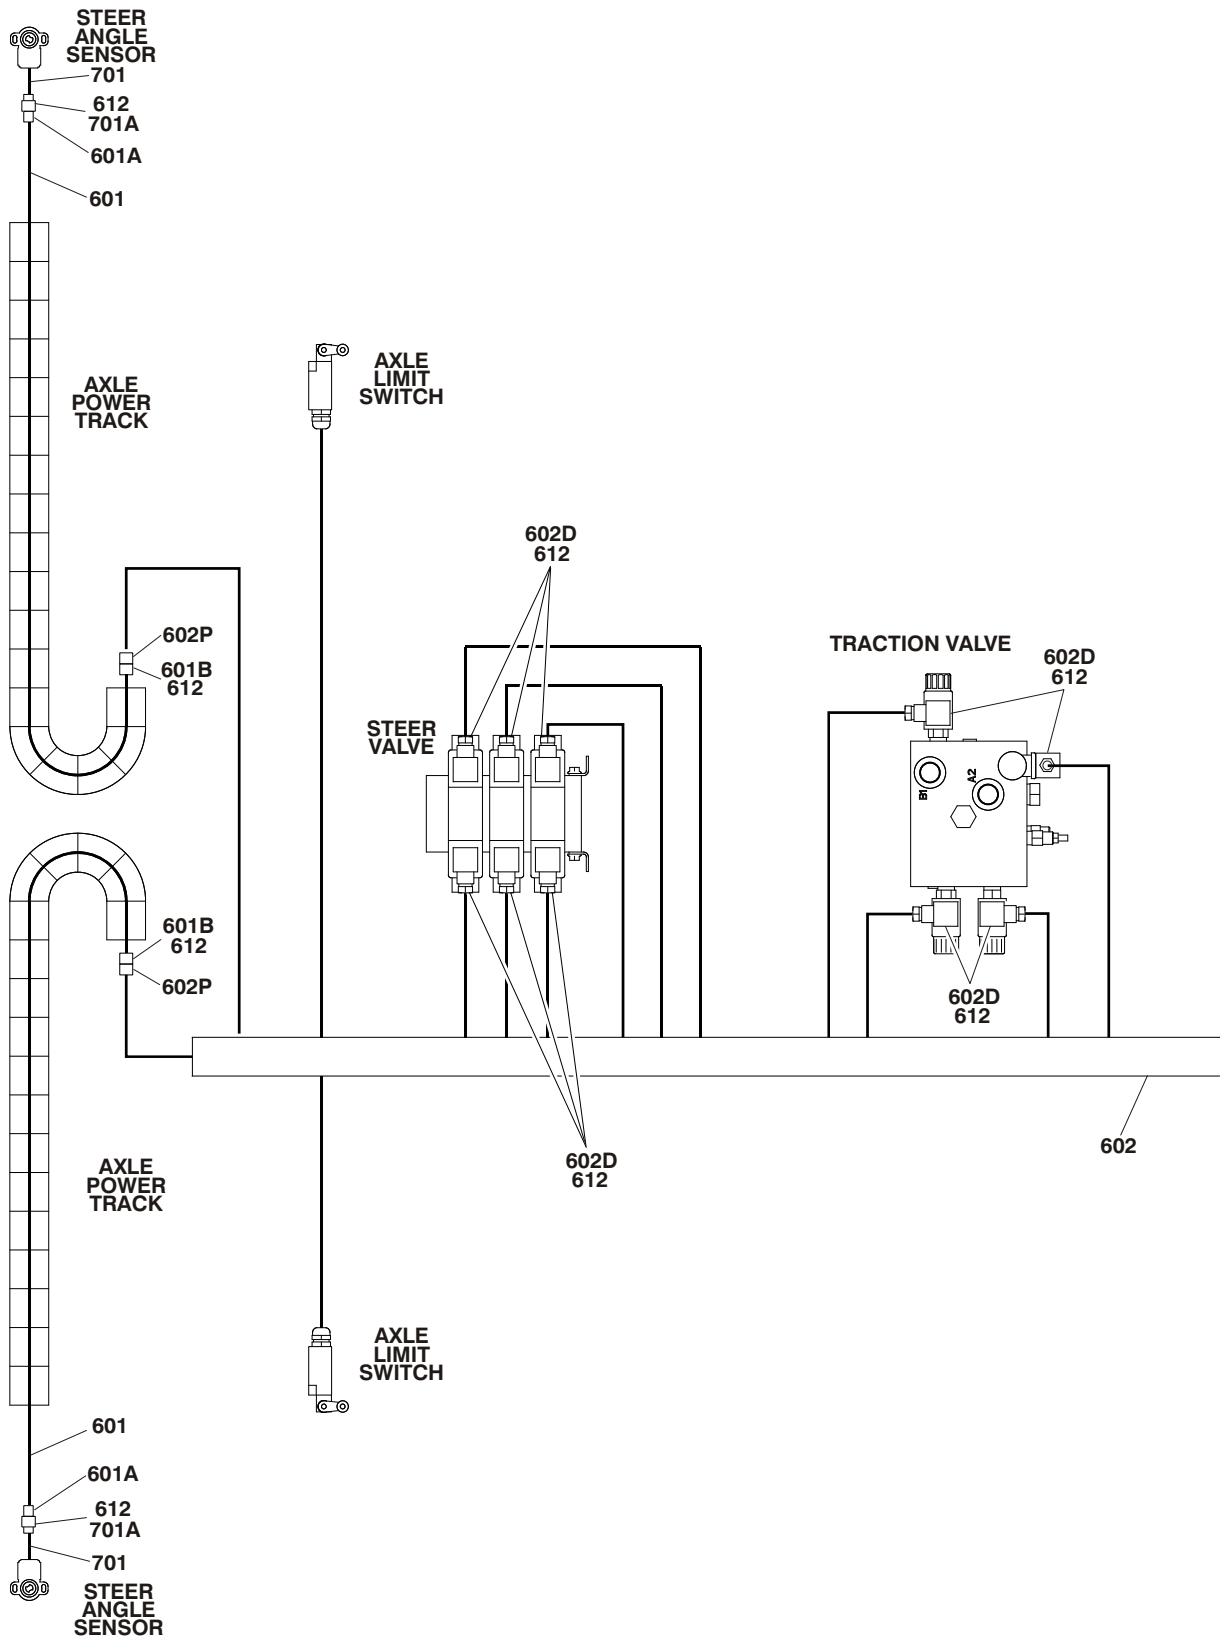 STEER
ANGLE
SENSOR
701
612
701A
601A
601
AXLE
POWER
TRACK
AXLE
LIMIT
SWITCH
602D
612
602P
601B
612
STEER
VALVE
TRACTION VALVE
602D
612
B1
A2
601B
612
602P
602D
612
602D
612
602
AXLE
POWER
TRACK
AXLE
LIMIT
SWITCH
601
601A
612
701A
701
STEER
ANGLE
SENSOR